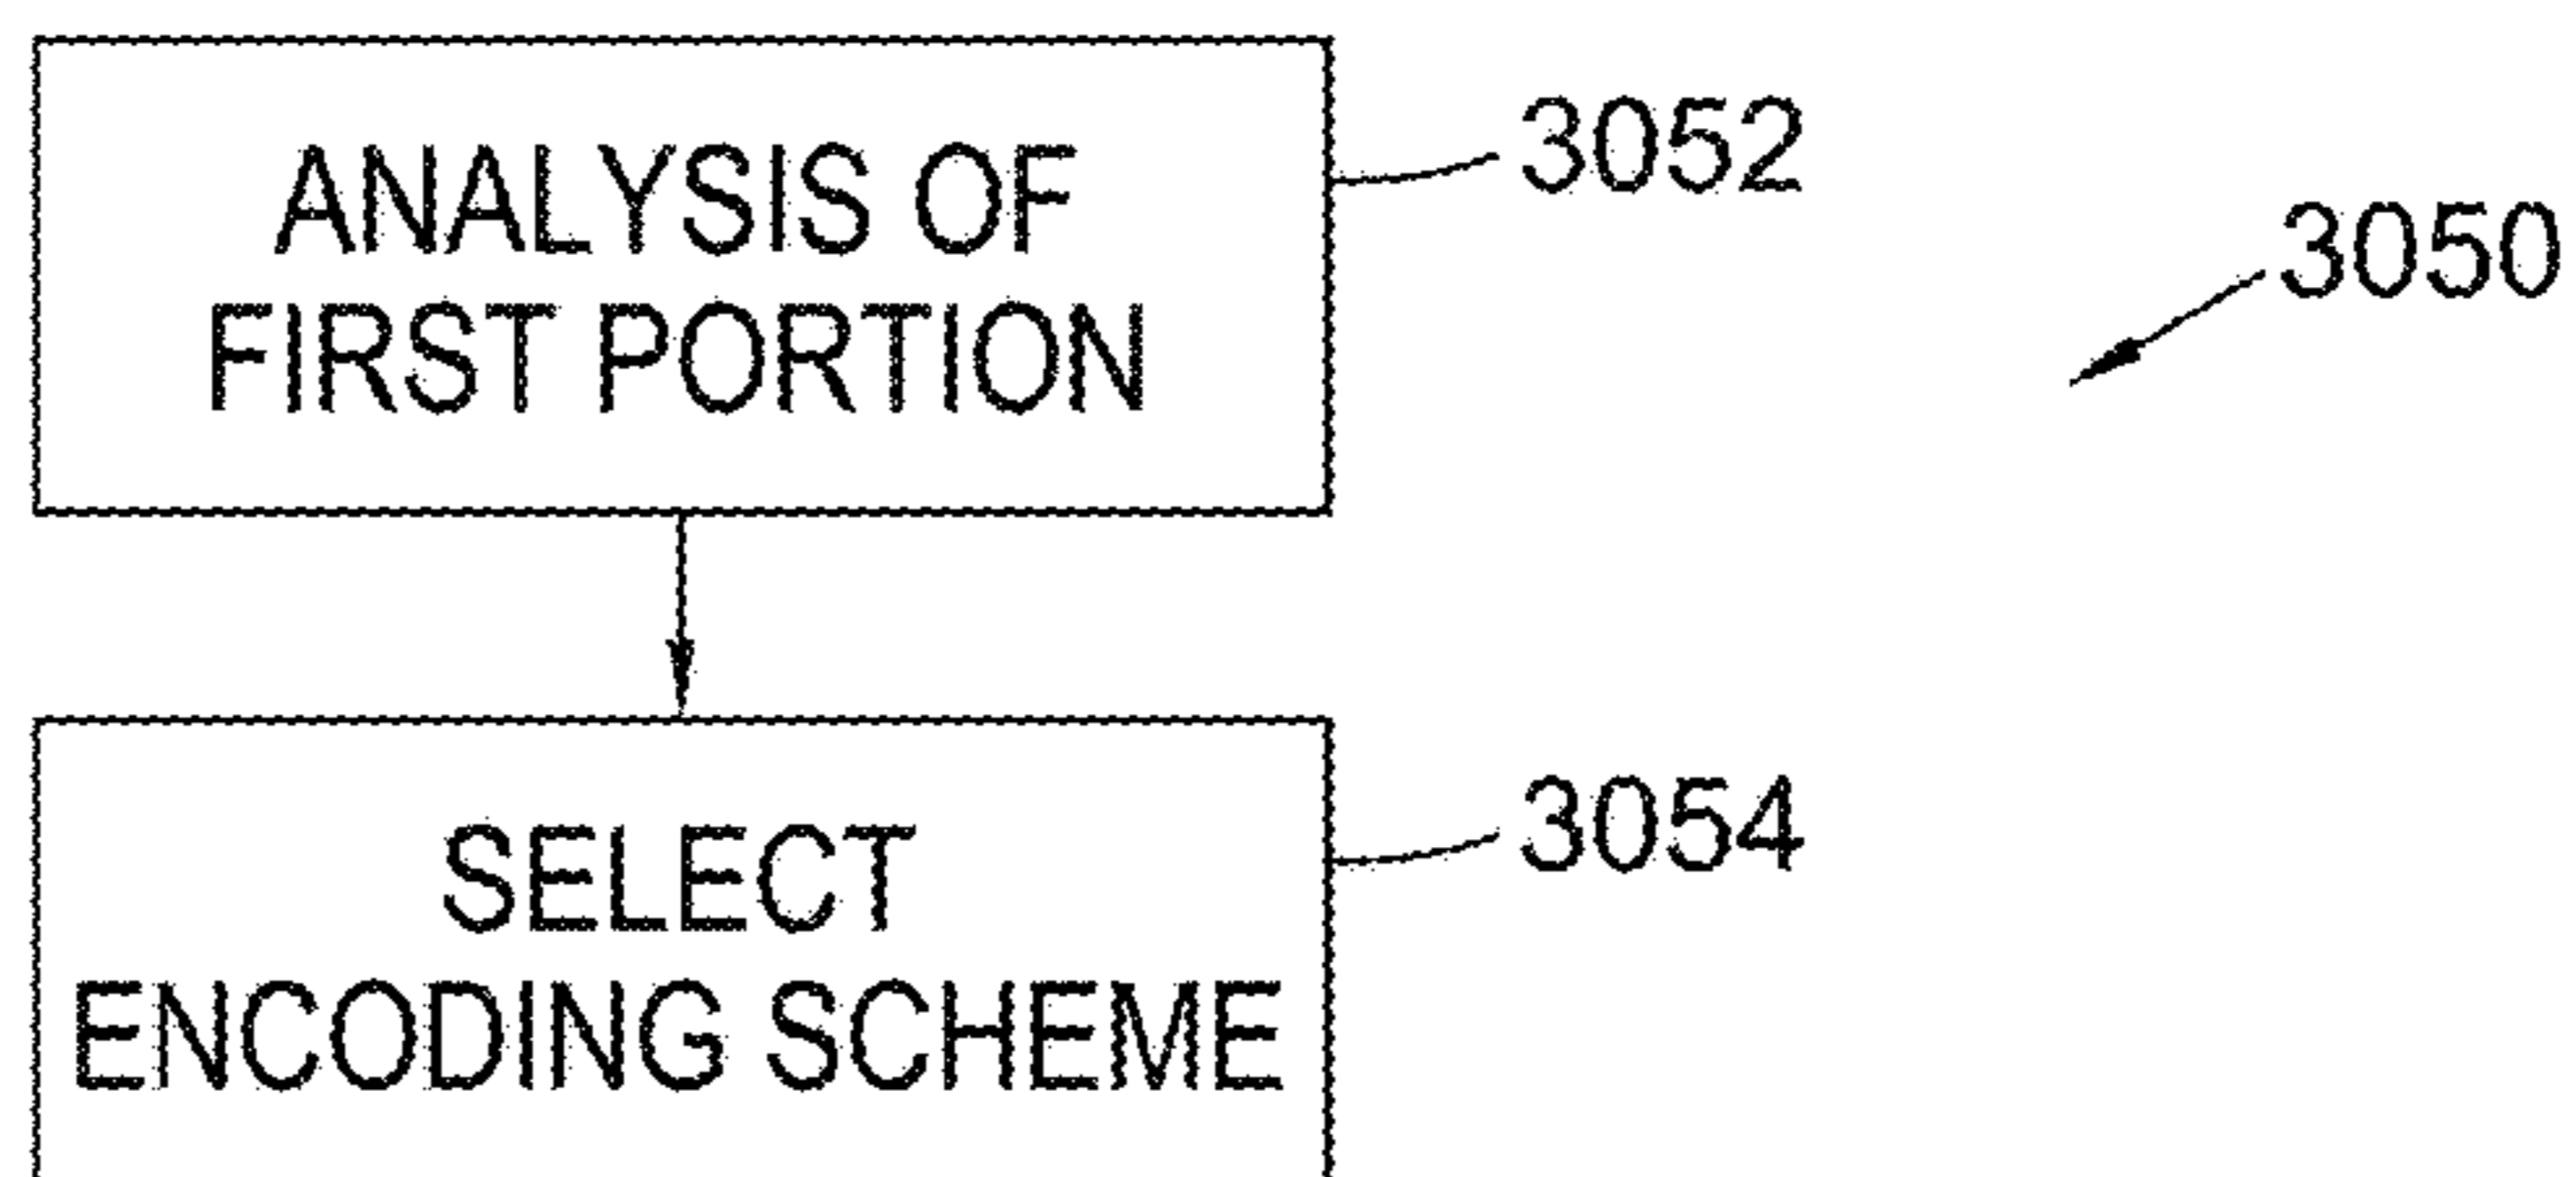 ANALYSIS OF
FIRST PORTION
3052
3050
SELECT
ENCODING SCHEME
3054